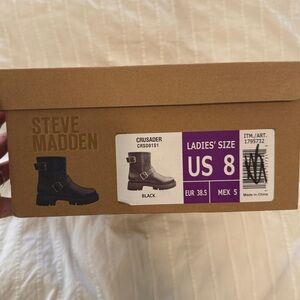 STEVE
MADDEN
CRUSADER
CRSD01S1
BLACK
LADIES' SIZE
US 8
EUR 38.5
MEX 5
ITM./ART.
1795712
Made in China